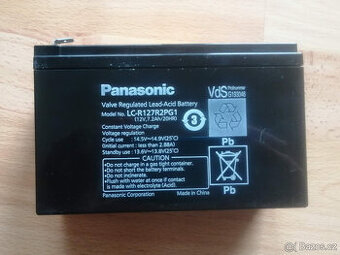 Panasonic
Valve Regulated Lead-Acid Battery
Model No. LC-R127R2PG1
(12V,7.2Ah/20HR)
Constant Voltage Charge
Voltage regulation
Cycle use : 14.5V~14.9V(25℃)
(Initial current : less than 2.88A)
Standby use : 13.6V~13.8V(25℃)
CAUTION
● Do not charge in a gas tight container.
● Do not short the battery terminals.
● Do not incinerate.
● Flush with water at once if contact
is made with electrolyte (Acid).
Panasonic Corporation Made in China
3
VdS
G193046
Pb
Pb
Bazos.cz